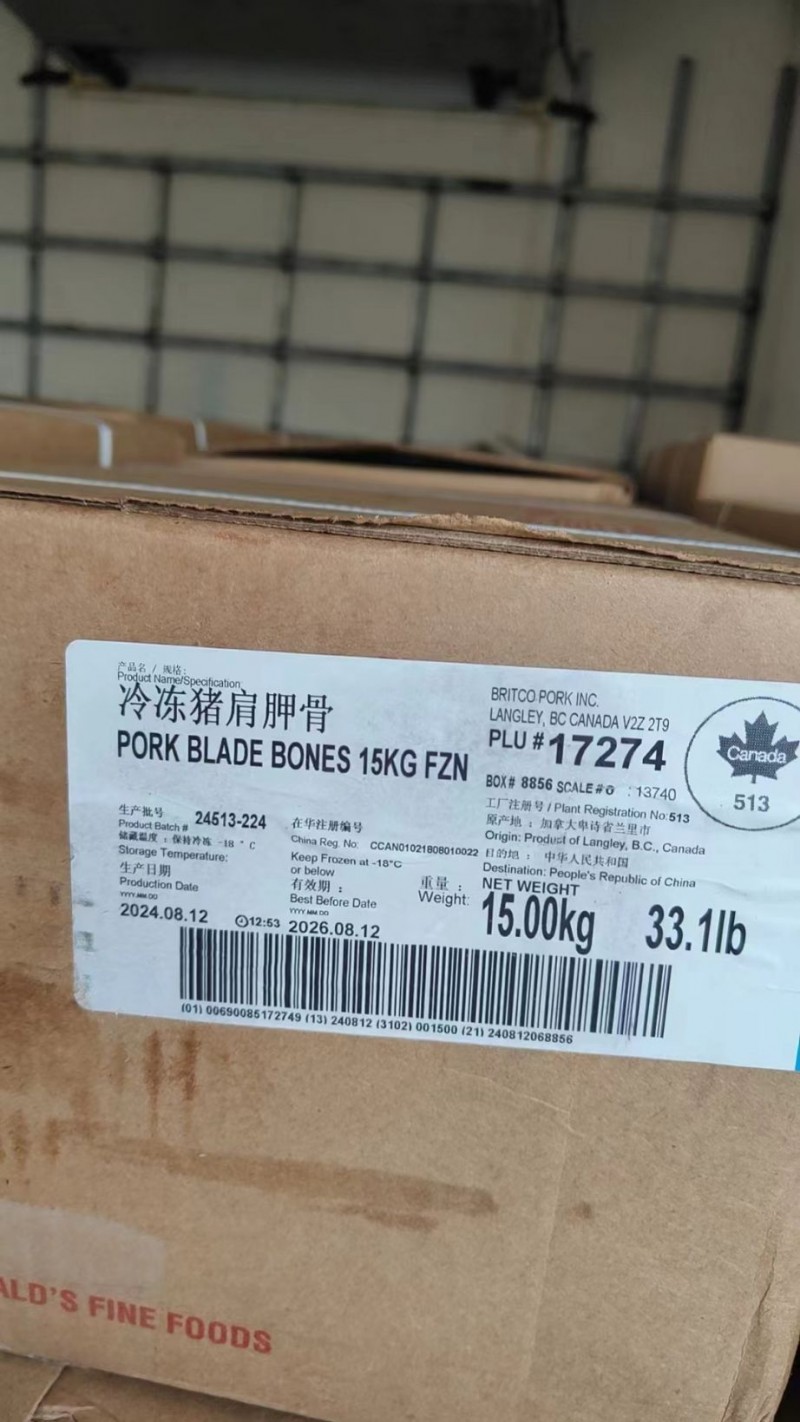 产品名 / 规格:
Product Name/Specification:
冷冻猪肩胛骨
PORK BLADE BONES 15KG FZN
BRITCO PORK INC.
LANGLEY, BC CANADA V2Z 2T9
PLU # 17274
BOX# 8856 SCALE # 0 : 13740
Canada
513
工厂注册号 / Plant Registration No: 513
原产地 : 加拿大卑诗省兰里市
Origin: Product of Langley, B.C., Canada
目的地 : 中华人民共和国
Destination: People's Republic of China
生产批号
Product Batch # 24513-224
储藏温度 : 保持冷冻 -18 ° C
Storage Temperature:
在华注册编号
China Reg. No: CCAN01021808010022
Keep Frozen at -18°C
or below
生产日期
Production Date
YYYY.MM.DD
2024.08.12 12:53
有效期 :
Best Before Date
YYYY.MM.DD
2026.08.12
重量 :
Weight:
NET WEIGHT
15.00kg 33.1lb
(01) 00690085172749 (13) 240812 (3102) 001500 (21) 240812068856
ALD'S FINE FOODS